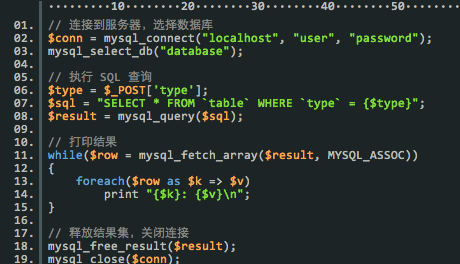 10 20 30 40 50
01. // 连接到服务器，选择数据库
02. $conn = mysql_connect("localhost", "user", "password");
03. mysql_select_db("database");
04.
05. // 执行 SQL 查询
06. $type = $_POST['type'];
07. $sql = "SELECT * FROM `table` WHERE `type` = {$type}";
08. $result = mysql_query($sql);
09.
10. // 打印结果
11. while($row = mysql_fetch_array($result, MYSQL_ASSOC))
12. {
13. foreach($row as $k => $v)
14. print "{$k}: {$v}\n";
15. }
16.
17. // 释放结果集，关闭连接
18. mysql_free_result($result);
19. mysql_close($conn);